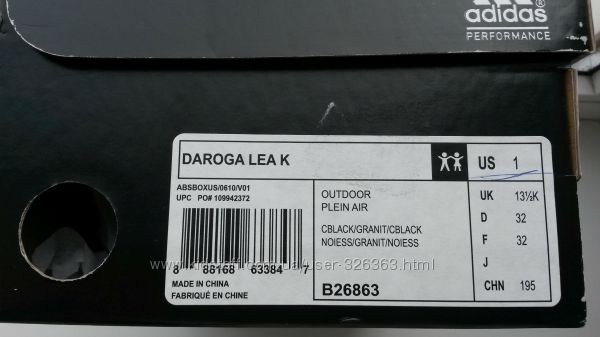 adidas
PERFORMANCE
DAROGA LEA K
ABSBOXUS/0610/V01
UPC PO# 109942372
8 88168 63384 7
MADE IN CHINA
FABRIQUÉ EN CHINE
OUTDOOR
PLEIN AIR
CBLACK/GRANIT/CBLACK
NOIESS/GRANIT/NOIESS
B26863
US 1
UK 13½K
D 32
F 32
J
CHN 195